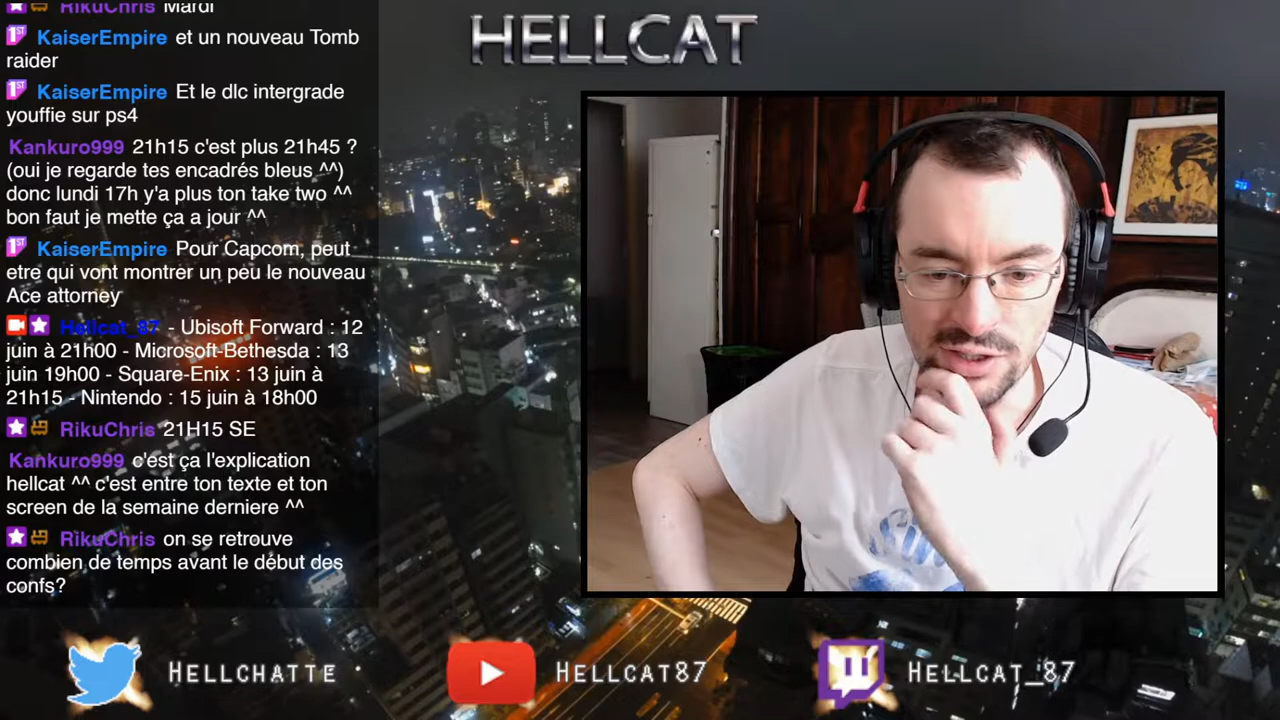 RikuChris Mardi
KaiserEmpire et un nouveau Tomb
raider
KaiserEmpire Et le dlc intergrade
youffie sur ps4
Kankuro999 21h15 c'est plus 21h45 ?
(oui je regarde tes encadrés bleus ^^)
donc lundi 17h y'a plus ton take two ^^
bon faut je mette ça a jour ^^
KaiserEmpire Pour Capcom, peut
etre qui vont montrer un peu le nouveau
Ace attorney
Hellcat_87 - Ubisoft Forward : 12
juin à 21h00 - Microsoft-Bethesda : 13
juin 19h00 - Square-Enix : 13 juin à
21h15 - Nintendo : 15 juin à 18h00
RikuChris 21H15 SE
Kankuro999 c'est ça l'explication
hellcat ^^ c'est entre ton texte et ton
screen de la semaine derniere ^^
RikuChris on se retrouve
combien de temps avant le début des
confs?
HELLCAT
HELLCHATTE
HELLCAT87
HELLCAT_87